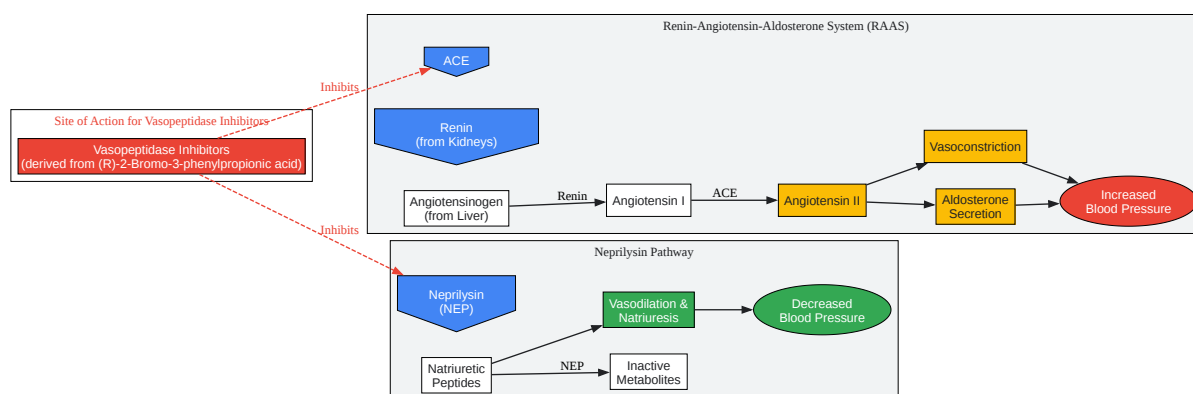 Renin-Angiotensin-Aldosterone System (RAAS)
ACE
Inhibits
Site of Action for Vasopeptidase Inhibitors
Vasopeptidase Inhibitors
(derived from (R)-2-Bromo-3-phenylpropionic acid)
Renin
(from Kidneys)
Vasoconstriction
Angiotensinogen
(from Liver)
Renin
Angiotensin I
ACE
Angiotensin II
Aldosterone
Secretion
Increased
Blood Pressure
Inhibits
Neprilysin Pathway
Neprilysin
(NEP)
Vasodilation &
Natriuresis
Decreased
Blood Pressure
Natriuretic
Peptides
NEP
Inactive
Metabolites